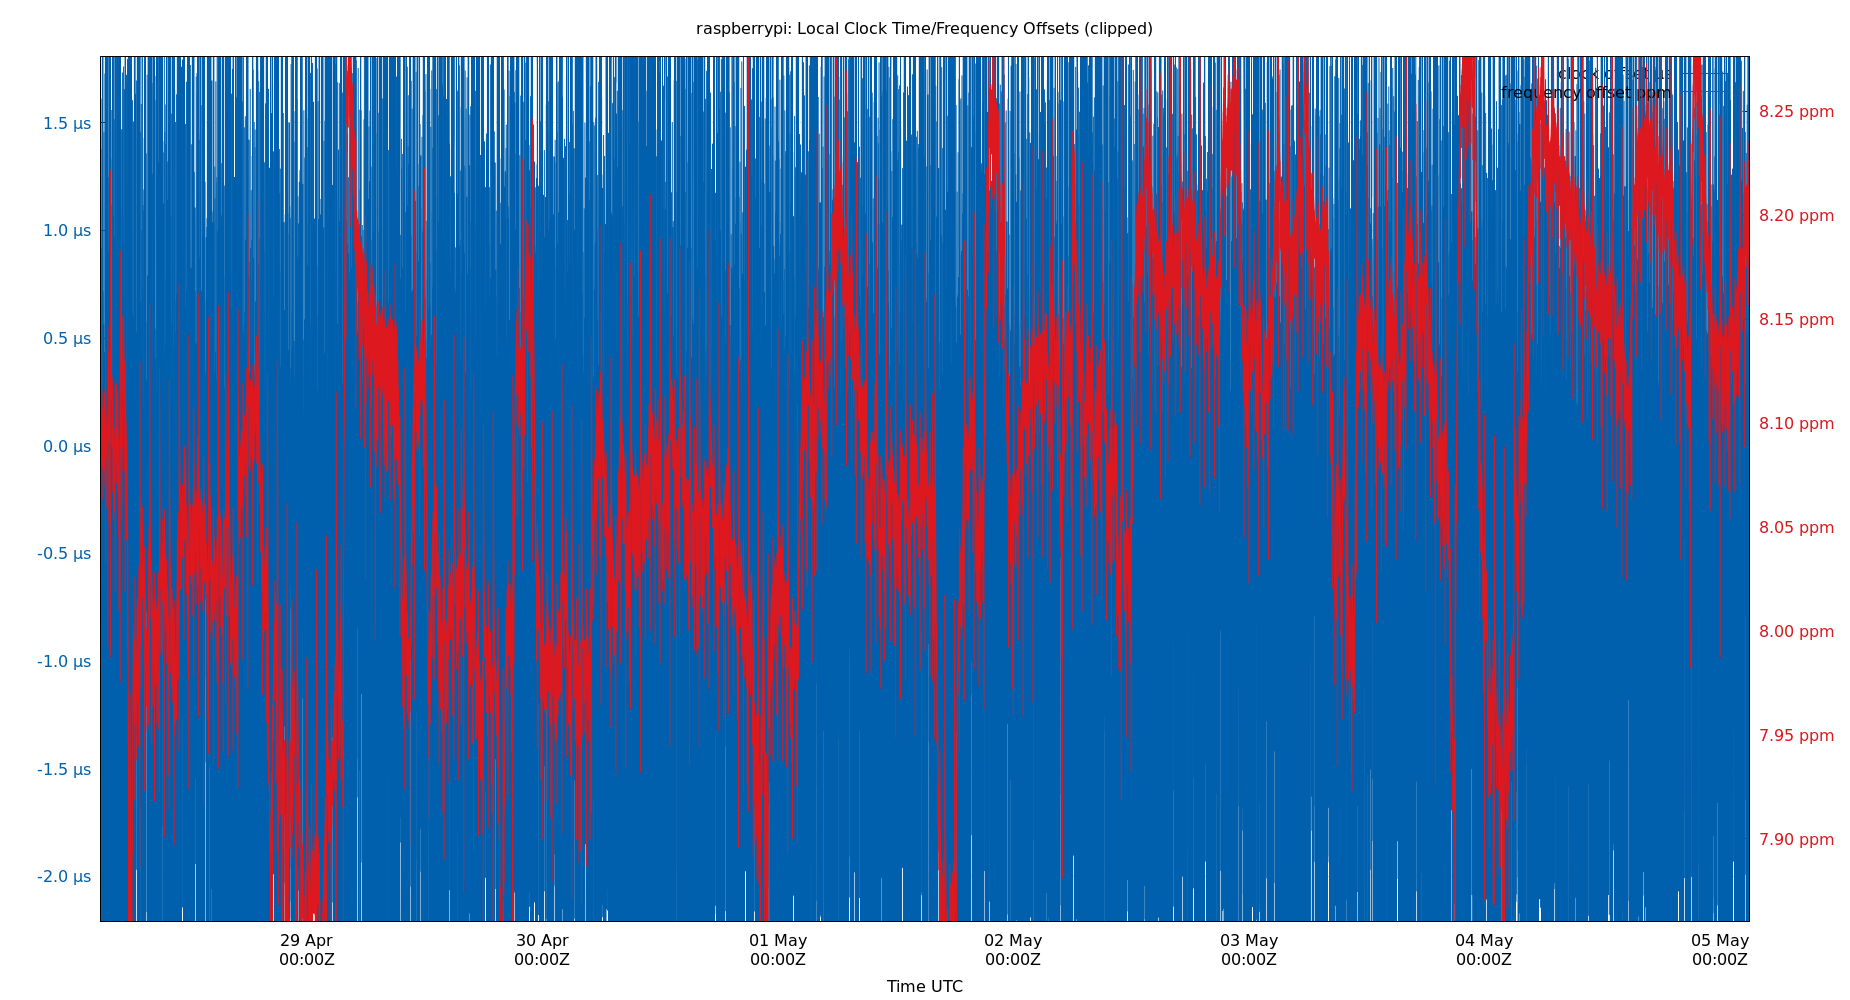 raspberrypi: Local Clock Time/Frequency Offsets (clipped)
clock offset µs
frequency offset ppm
1.5 µs
1.0 µs
0.5 µs
0.0 µs
-0.5 µs
-1.0 µs
-1.5 µs
-2.0 µs
8.25 ppm
8.20 ppm
8.15 ppm
8.10 ppm
8.05 ppm
8.00 ppm
7.95 ppm
7.90 ppm
29 Apr
00:00Z
30 Apr
00:00Z
01 May
00:00Z
02 May
00:00Z
03 May
00:00Z
04 May
00:00Z
05 May
00:00Z
Time UTC